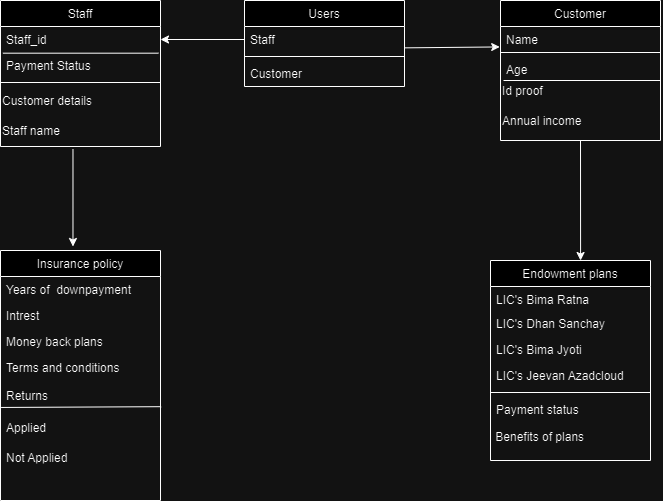 Staff
Staff_id
Payment Status
Customer details
Staff name
Users
Staff
Customer
Customer
Name
Age
Id proof
Annual income
Insurance policy
Years of  downpayment
Intrest
Money back plans
Terms and conditions
Returns
Applied
Not Applied
Endowment plans
LIC's Bima Ratna
LIC's Dhan Sanchay
LIC's Bima Jyoti
LIC's Jeevan Azadcloud
Payment status
Benefits of plans